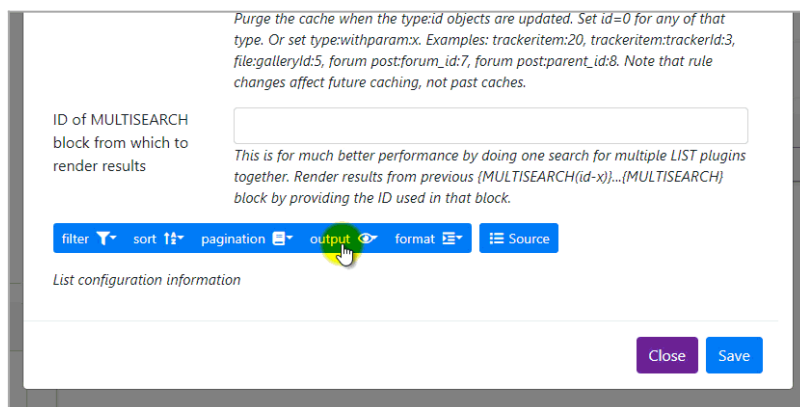 Purge the cache when the type:id objects are updated. Set id=0 for any of that
type. Or set type:withparam:x. Examples: trackeritem:20, trackeritem:trackerId:3,
file:galleryId:5, forum post:forum_id:7, forum post:parent_id:8. Note that rule
changes affect future caching, not past caches.
ID of MULTISEARCH
block from which to
render results
This is for much better performance by doing one search for multiple LIST plugins
together. Render results from previous {MULTISEARCH(id-x)}...{MULTISEARCH}
block by providing the ID used in that block.
filter sort pagination output format Source
List configuration information
Close Save